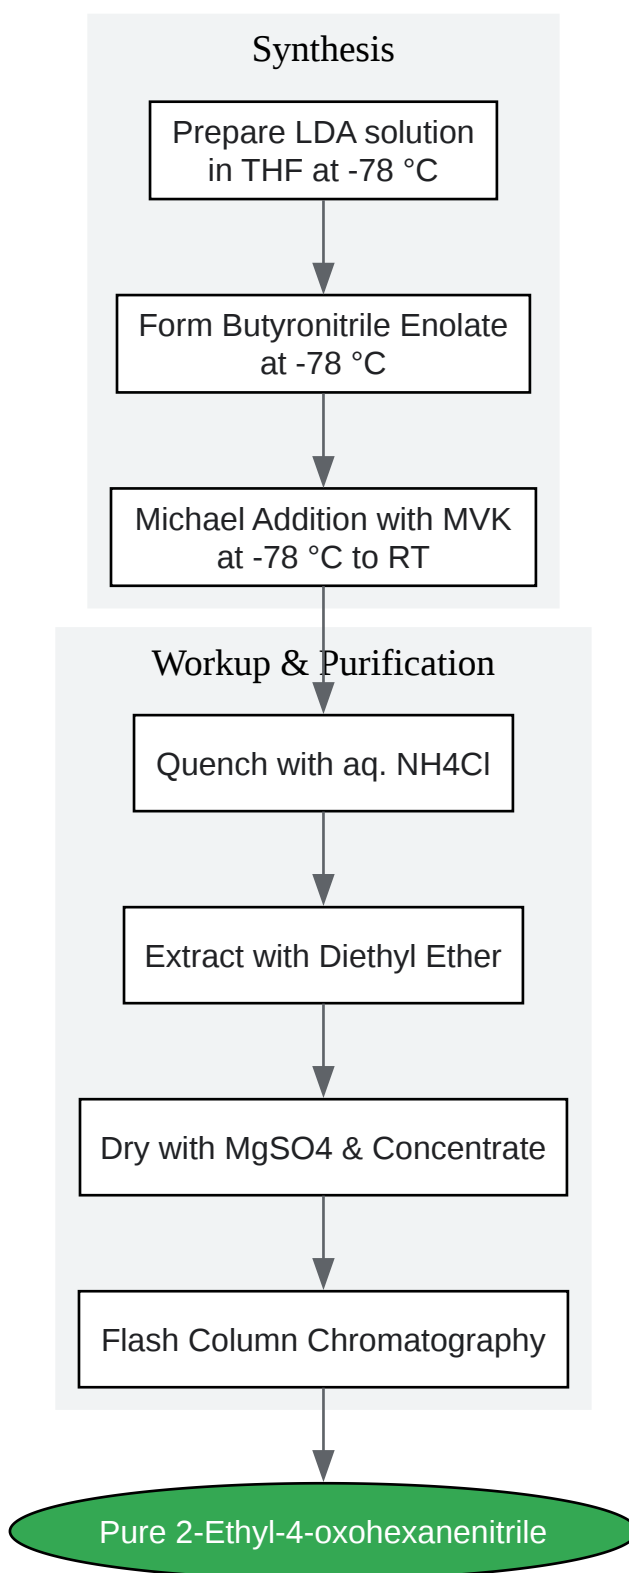 Synthesis
Prepare LDA solution
in THF at -78 °C
Form Butyronitrile Enolate
at -78 °C
Michael Addition with MVK
at -78 °C to RT
Workup & Purification
Quench with aq. NH4Cl
Extract with Diethyl Ether
Dry with MgSO4 & Concentrate
Flash Column Chromatography
Pure 2-Ethyl-4-oxohexanenitrile